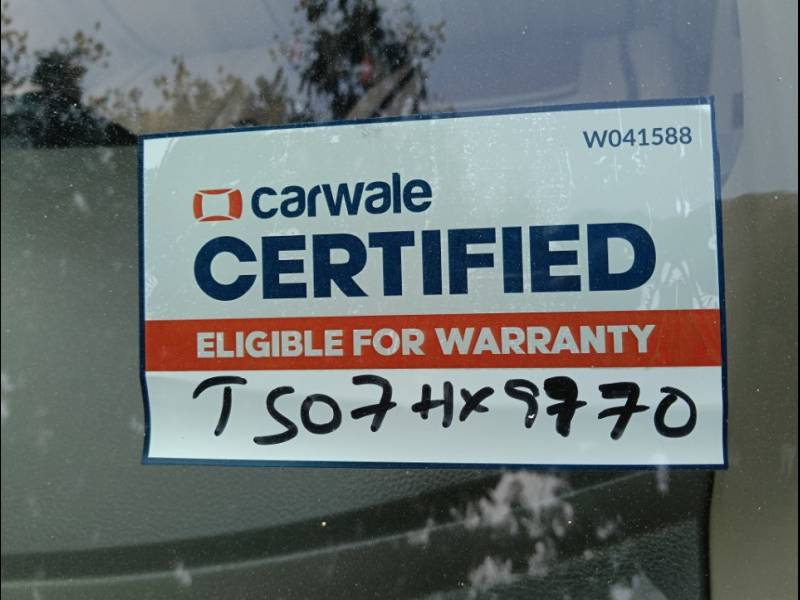 W041588
carwale
CERTIFIED
ELIGIBLE FOR WARRANTY
TS07HX9770